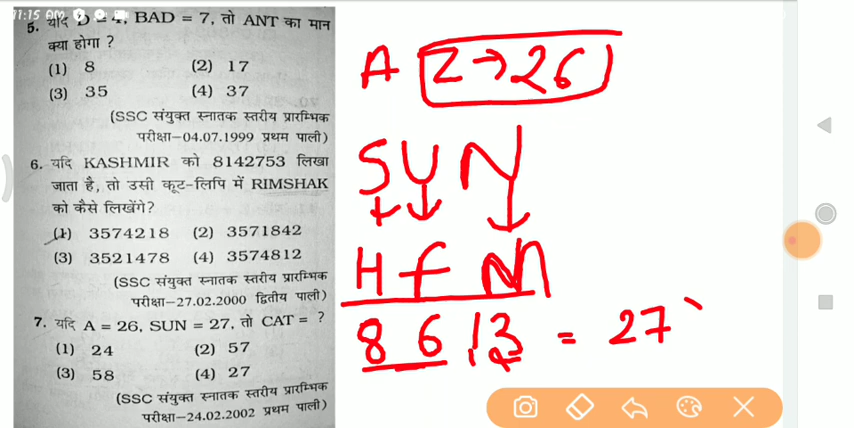 11:15 AM
5. यदि D = 4, BAD = 7, तो ANT का मान
क्या होगा ?
(1) 8 (2) 17
(3) 35 (4) 37
(SSC संयुक्त स्नातक स्तरीय प्रारम्भिक
परीक्षा–04.07.1999 प्रथम पाली)
6. यदि KASHMIR को 8142753 लिखा
जाता है, तो उसी कूट-लिपि में RIMSHAK
को कैसे लिखेंगे?
(1) 3574218 (2) 3571842
(3) 3521478 (4) 3574812
(SSC संयुक्त स्नातक स्तरीय प्रारम्भिक
परीक्षा–27.02.2000 द्वितीय पाली)
7. यदि A = 26, SUN = 27, तो CAT = ?
(1) 24 (2) 57
(3) 58 (4) 27
(SSC संयुक्त स्नातक स्तरीय प्रारम्भिक
परीक्षा–24.02.2002 प्रथम पाली)
A Z→26
SUN
H f M
8 6 13 = 27